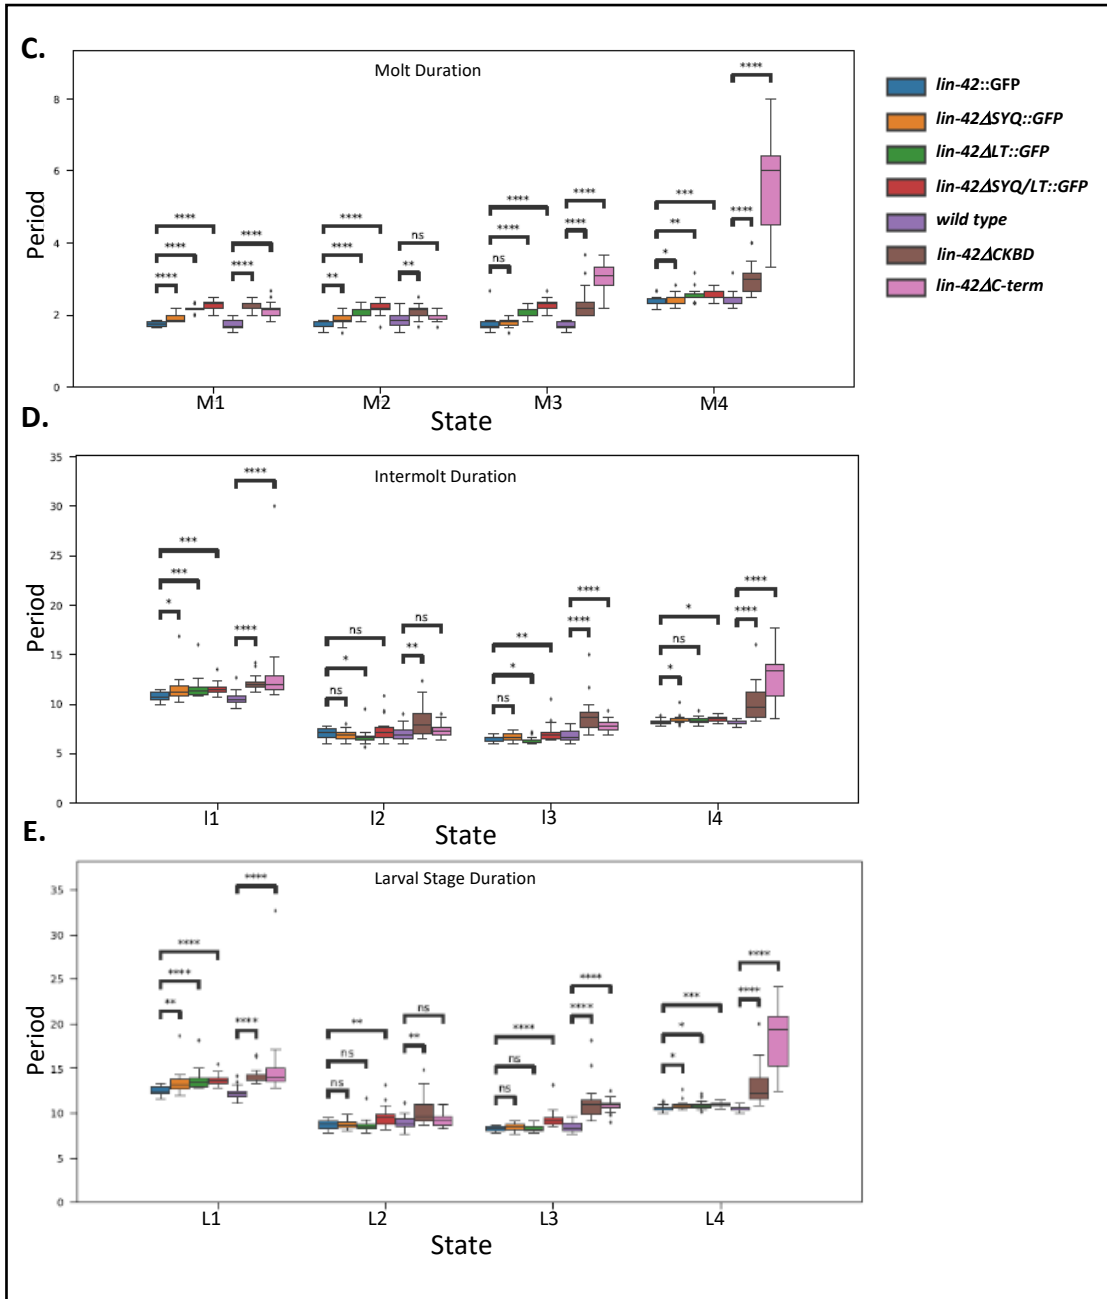 C.
Molt Duration
lin-42::GFP
lin-42ΔSYQ::GFP
lin-42ΔLT::GFP
lin-42ΔSYQ/LT::GFP
wild type
lin-42ΔCKBD
lin-42ΔC-term
Period
8
6
4
2
0
****
**** *** ****
**** **** **** ns **** **** ** ****
**** **** ** ** ns **** * ****
M1 M2 M3 M4
State
D.
Intermolt Duration
Period
35
30
25
20
15
10
5
0
****
*** **** ****
*** ns ns ** **** * ****
* **** * ** * ns
ns ns *
I1 I2 I3 I4
State
E.
Larval Stage Duration
Period
35
30
25
20
15
10
5
0
****
**** **** ****
**** ns **** *** ****
** **** ** ** **** *
ns ns *
ns ns
L1 L2 L3 L4
State